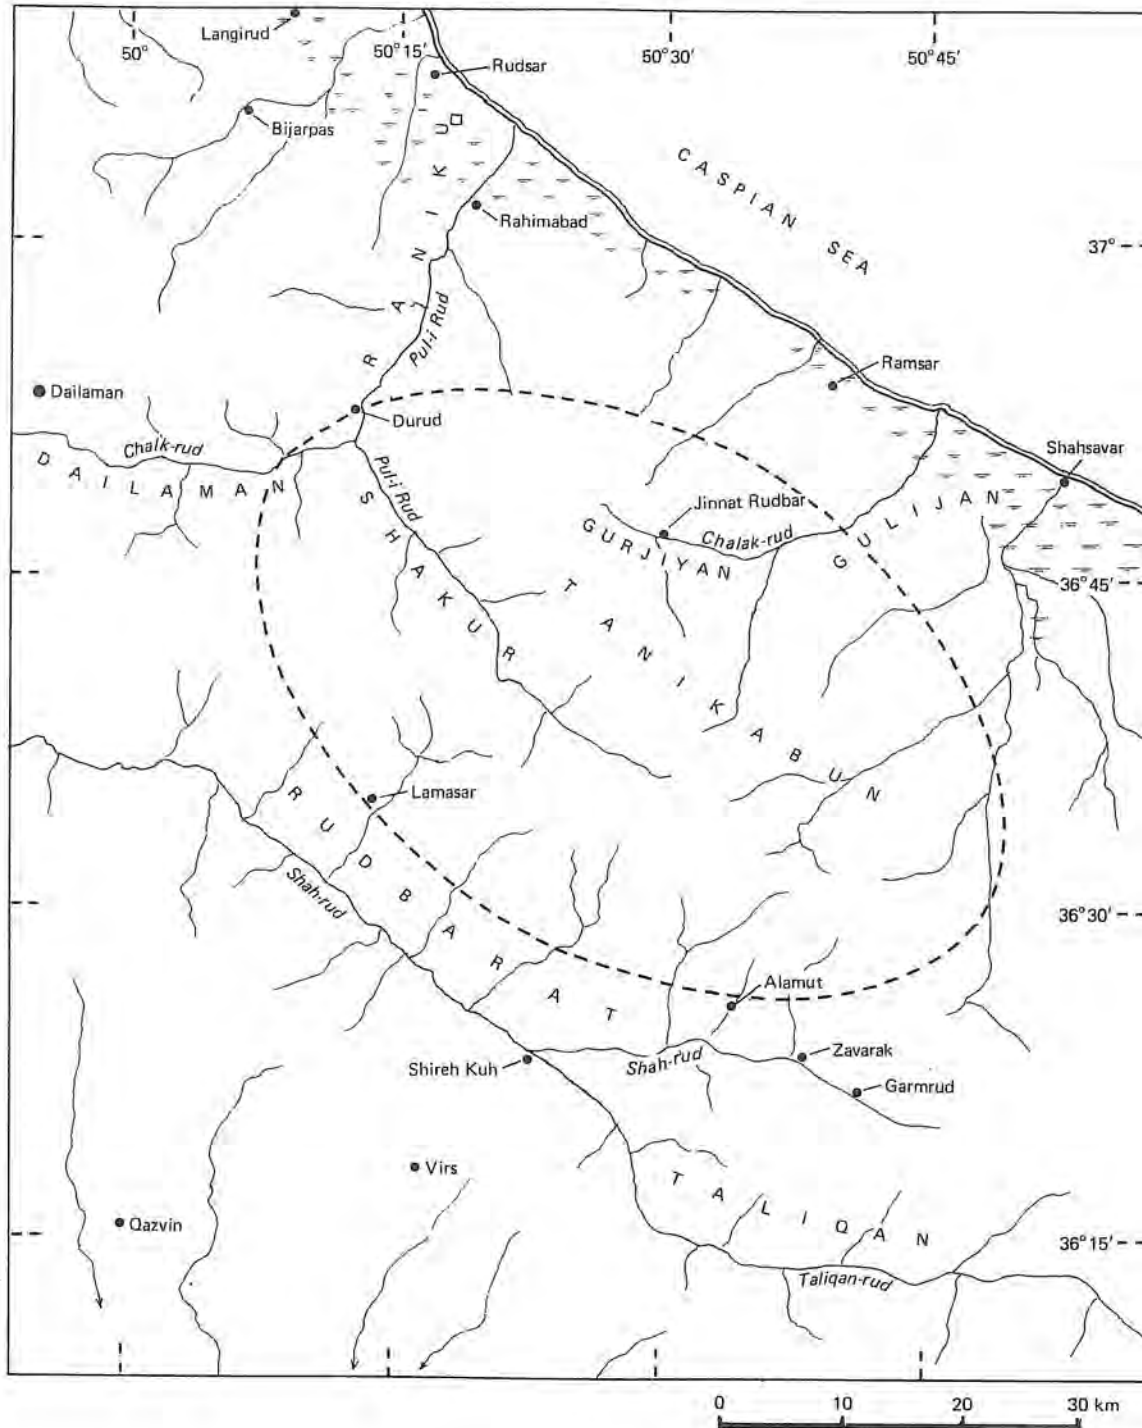 Langirud
50°
50°15'
50°30'
50°45'
Rudsar
Bijarpas
CASPIAN SEA
Rahimabad
37°
RANIKU
Pul-i Rud
Ramsar
Dailaman
Durud
Chalk-rud
DAILAMAN
Shahsavar
Pul-i Rud
Jinnat Rudbar
GULIJAN
Chalak-rud
GURJIYAN
SHAKUR
36°45'
TANIKABUN
Lamasar
RUDBARAT
Shah-rud
36°30'
Alamut
Shireh Kuh
Shah-rud
Zavarak
Garmrud
Virs
TALIQAN
Qazvin
36°15'
Taliqan-rud
0 10 20 30 km